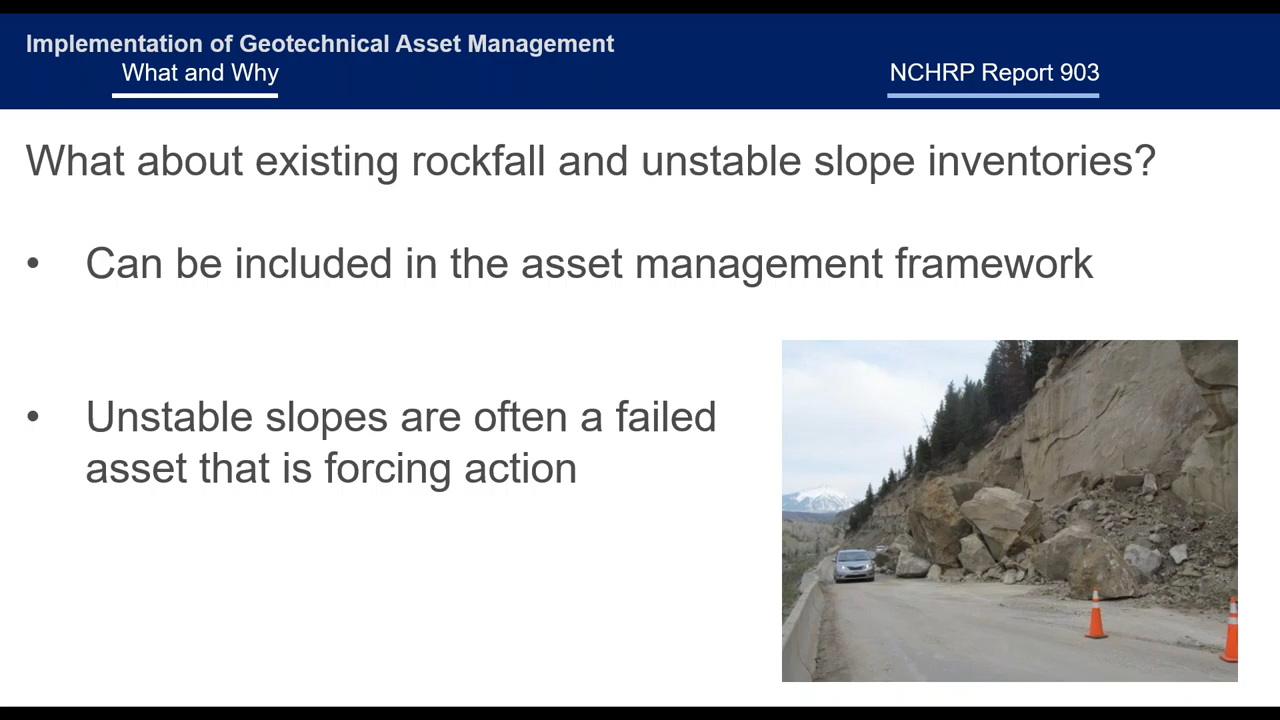 Implementation of Geotechnical Asset Management
What and Why
NCHRP Report 903
What about existing rockfall and unstable slope inventories?
• Can be included in the asset management framework
• Unstable slopes are often a failed
asset that is forcing action